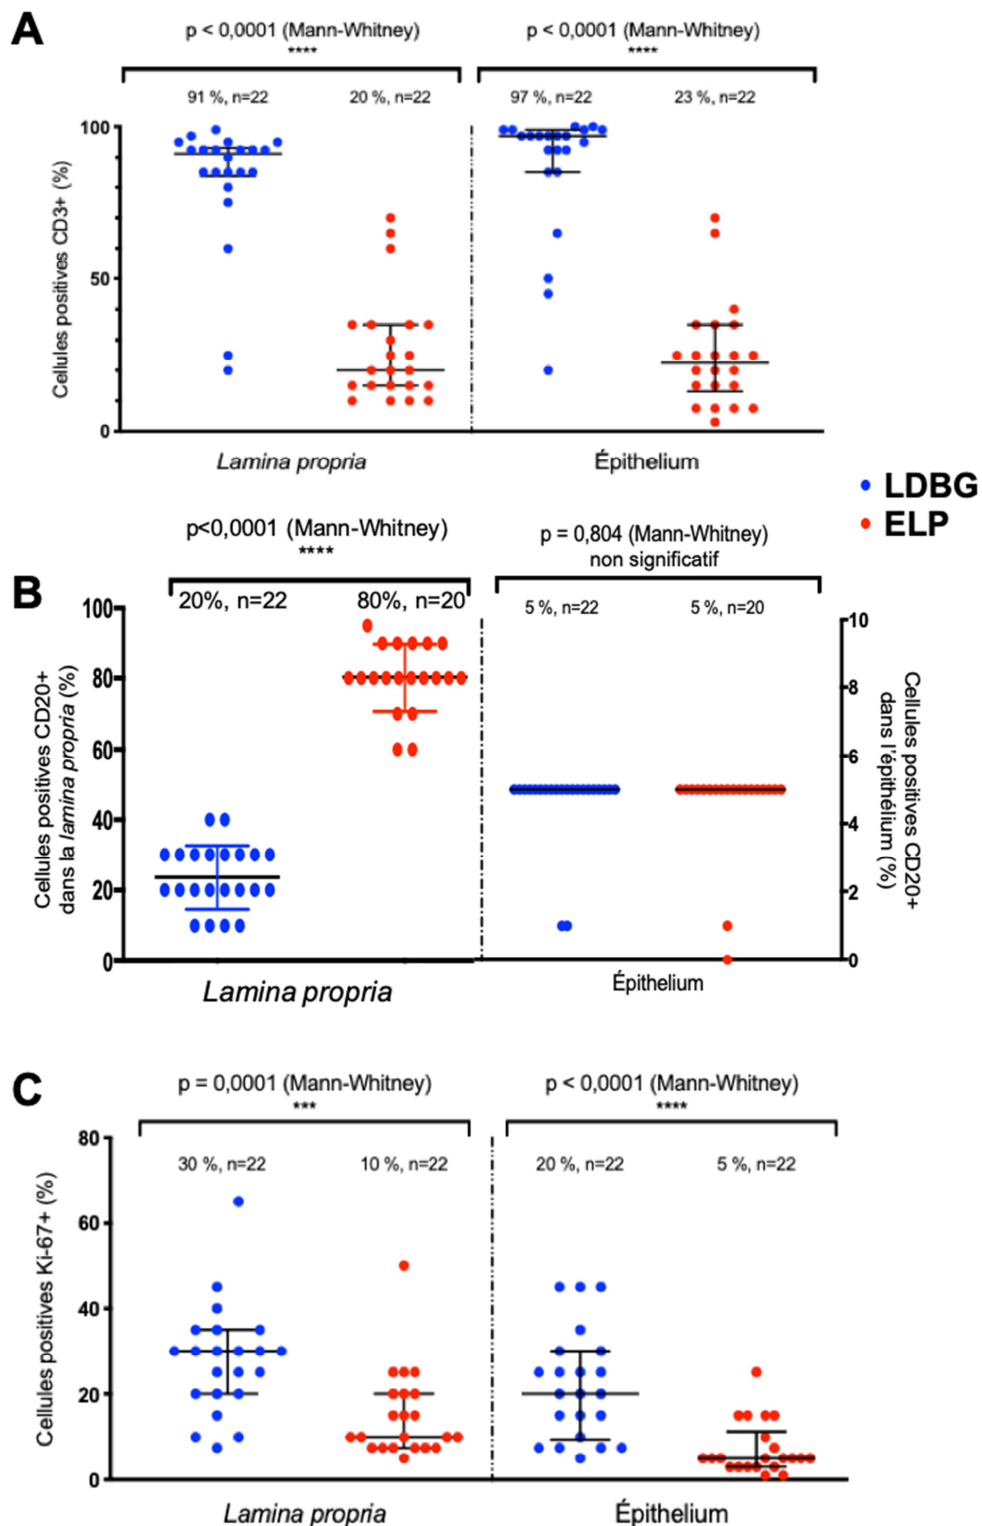 A
p < 0,0001 (Mann-Whitney)
****
p < 0,0001 (Mann-Whitney)
****
91 %, n=22
20 %, n=22
97 %, n=22
23 %, n=22
Cellules positives CD3+ (%)
100
50
0
Lamina propria
Épithelium
LDBG
ELP
B
p<0,0001 (Mann-Whitney)
****
p = 0,804 (Mann-Whitney)
non significatif
20%, n=22
80%, n=20
5 %, n=22
5 %, n=20
Cellules positives CD20+
dans la lamina propria (%)
100
80
60
40
20
0
10
8
6
4
2
0
Cellules positives CD20+
dans l'épithélium (%)
Lamina propria
Épithelium
C
p = 0,0001 (Mann-Whitney)
***
p < 0,0001 (Mann-Whitney)
****
30 %, n=22
10 %, n=22
20 %, n=22
5 %, n=22
Cellules positives Ki-67+ (%)
80
60
40
20
0
Lamina propria
Épithelium